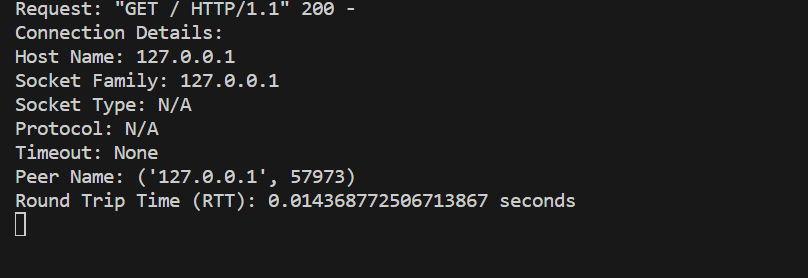 Request: "GET / HTTP/1.1" 200 -
Connection Details:
Host Name: 127.0.0.1
Socket Family: 127.0.0.1
Socket Type: N/A
Protocol: N/A
Timeout: None
Peer Name: ('127.0.0.1', 57973)
Round Trip Time (RTT): 0.014368772506713867 seconds